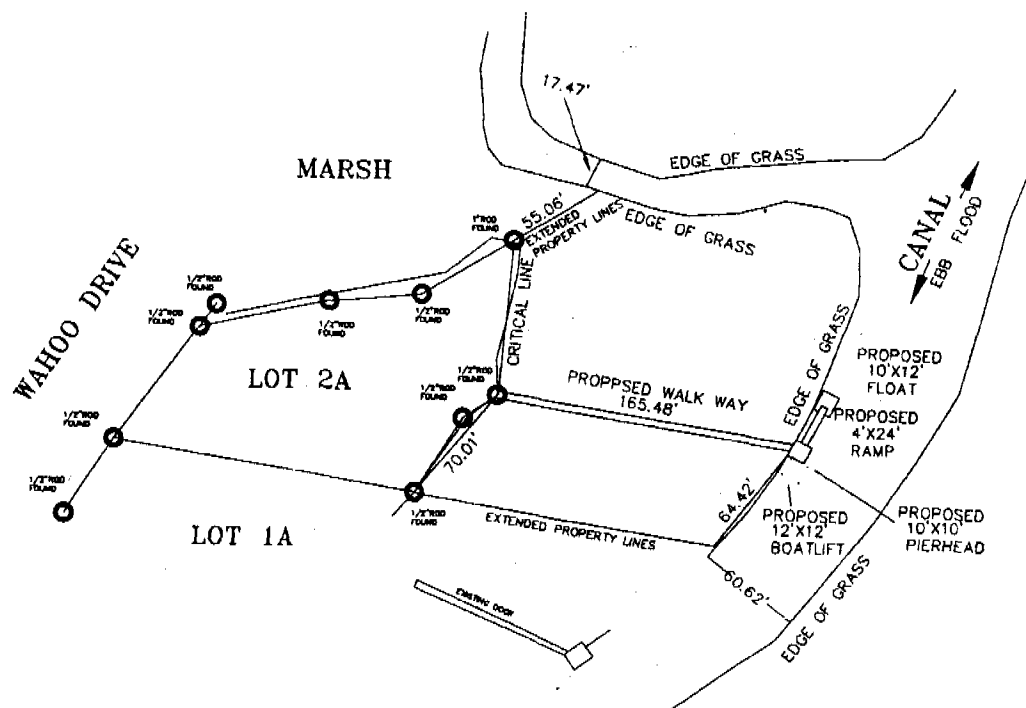 17.47'
EDGE OF GRASS
MARSH
55.06'
EXTENDED
PROPERTY LINES
EDGE OF GRASS
CANAL
EBB FLOOD
1"ROD
FOUND
WAHOO DRIVE
1/2"ROD
FOUND
1/2"ROD
FOUND
1/2"ROD
FOUND
1/2"ROD
FOUND
CRITICAL LINE
EDGE OF GRASS
LOT 2A
1/2"ROD
FOUND
1/2"ROD
FOUND
PROPPSED WALK WAY
165.48'
PROPOSED
10'X12'
FLOAT
PROPOSED
4'X24'
RAMP
1/2"ROD
FOUND
70.01'
1/2"ROD
FOUND
1/2"ROD
FOUND
LOT 1A
EXTENDED PROPERTY LINES
64.42'
PROPOSED
12'X12'
BOATLIFT
PROPOSED
10'X10'
PIERHEAD
60.62'
EDGE OF GRASS
EXISTING DOCK